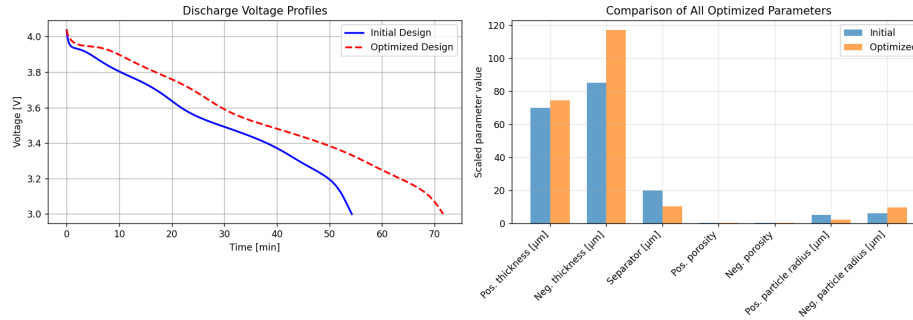 Discharge Voltage Profiles
Initial Design
Optimized Design
Voltage [V]
4.0
3.8
3.6
3.4
3.2
3.0
0 10 20 30 40 50 60 70
Time [min]
Comparison of All Optimized Parameters
Initial
Optimized
Scaled parameter value
120
100
80
60
40
20
0
Pos. thickness [µm]
Neg. thickness [µm]
Separator [µm]
Pos. porosity
Neg. porosity
Pos. particle radius [µm]
Neg. particle radius [µm]